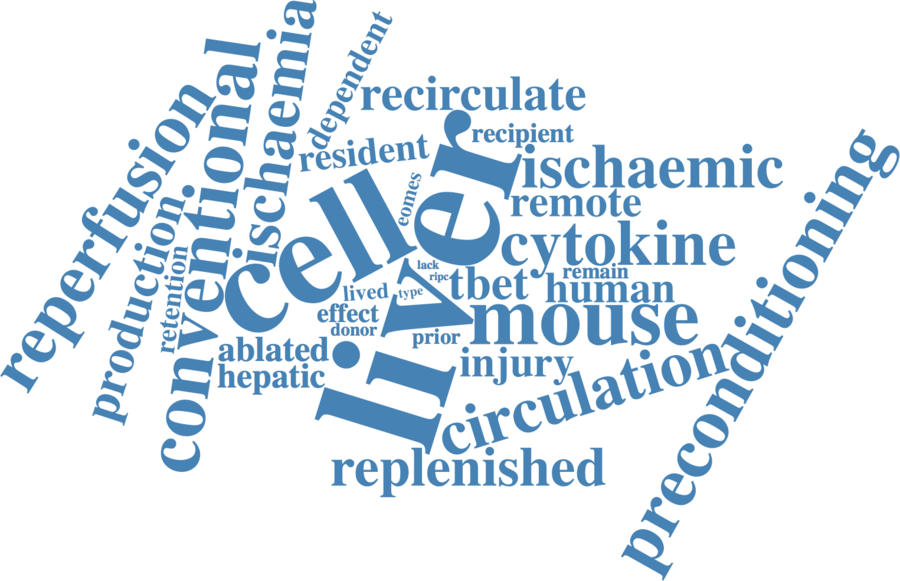 reperfusion
production
retention
conventional
ischaemia
dependent
recirculate
recipient
resident
ischaemic
eomes
remote
cell
liver
cytokine
lack
remain
ripc
tbet
human
lived
type
effect
mouse
donor
prior
ablated
injury
hepatic
circulation
replenished
preconditioning